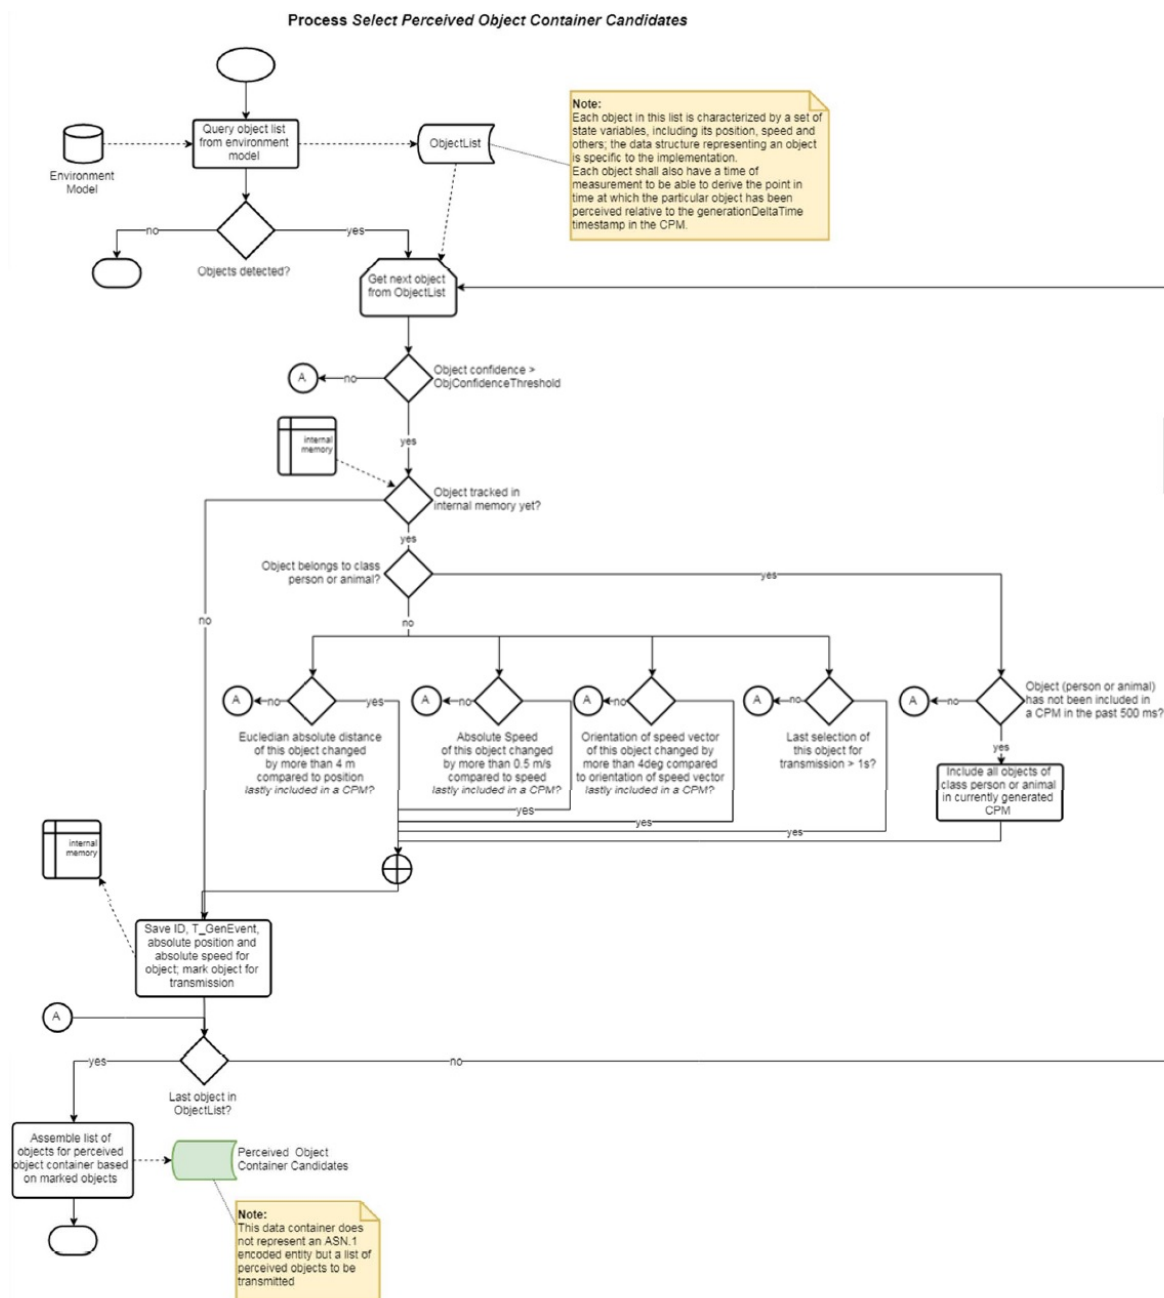 Process Select Perceived Object Container Candidates
Query object list
from environment
model
Environment
Model
ObjectList
Note:
Each object in this list is characterized by a set of
state variables, including its position, speed and
others; the data structure representing an object
is specific to the implementation.
Each object shall also have a time of
measurement to be able to derive the point in
time at which the particular object has been
perceived relative to the generationDeltaTime
timestamp in the CPM.
no
yes
Objects detected?
Get next object
from ObjectList
A
no
Object confidence >
ObjConfidenceThreshold
yes
internal
memory
Object tracked in
internal memory yet?
yes
Object belongs to class
person or animal?
yes
no
no
A
no
yes
Eucledian absolute distance
of this object changed
by more than 4 m
compared to position
lastly included in a CPM?
A
no
Absolute Speed
of this object changed
by more than 0.5 m/s
compared to speed
lastly included in a CPM?
A
no
Orientation of speed vector
of this object changed by
more than 4deg compared
to orientation of speed vector
lastly included in a CPM?
A
no
Last selection of
this object for
transmission > 1s?
A
no
Object (person or animal)
has not been included in
a CPM in the past 500 ms?
yes
Include all objects of
class person or animal
in currently generated
CPM
yes
yes
yes
internal
memory
Save ID, T_GenEvent,
absolute position and
absolute speed for
object; mark object for
transmission
A
yes
no
Last object in
ObjectList?
Assemble list of
objects for perceived
object container based
on marked objects
Perceived Object
Container Candidates
Note:
This data container does
not represent an ASN.1
encoded entity but a list of
perceived objects to be
transmitted